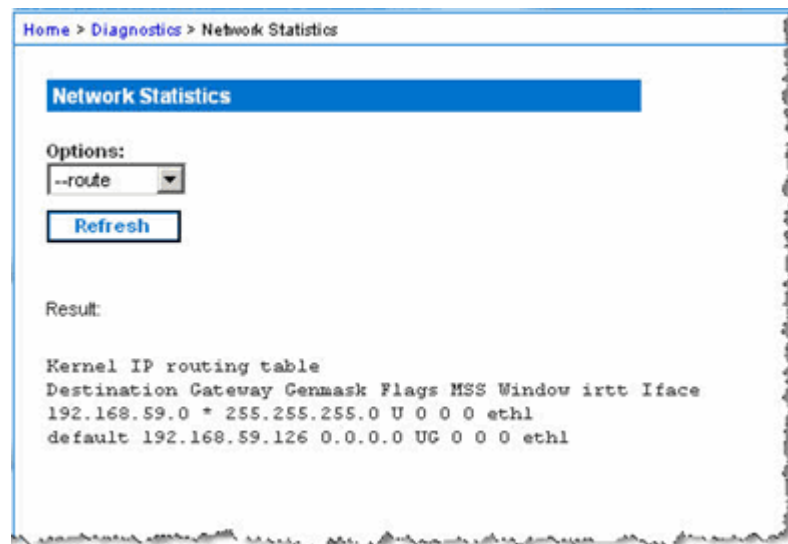 Home > Diagnostics > Network Statistics
Network Statistics
Options:
--route
Refresh
Result:
Kernel IP routing table
Destination Gateway Genmask Flags MSS Window irtt Iface
192.168.59.0 * 255.255.255.0 U 0 0 0 eth1
default 192.168.59.126 0.0.0.0 UG 0 0 0 eth1